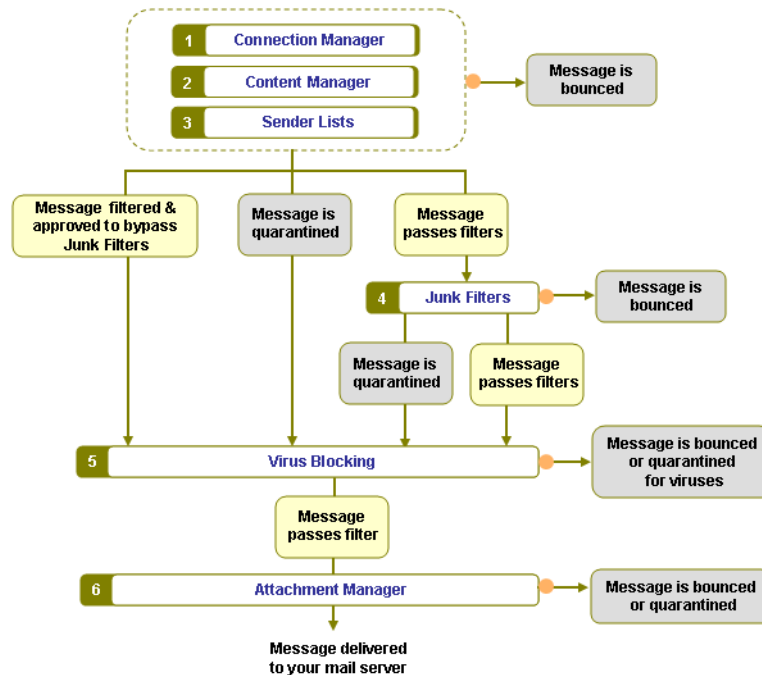 1 Connection Manager
2 Content Manager
3 Sender Lists
Message is
bounced
Message filtered &
approved to bypass
Junk Filters
Message is
quarantined
Message
passes filters
4 Junk Filters
Message is
bounced
Message is
quarantined
Message
passes filters
5 Virus Blocking
Message is bounced
or quarantined
for viruses
Message
passes filter
6 Attachment Manager
Message is bounced
or quarantined
Message delivered
to your mail server